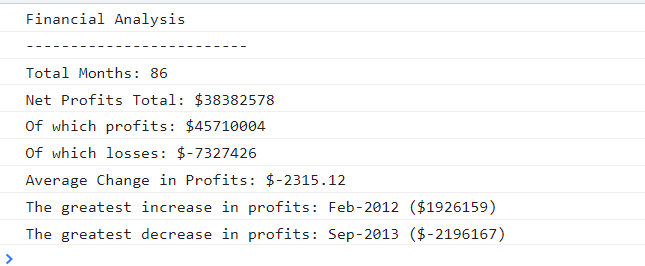 Financial Analysis
-------------------------
Total Months: 86
Net Profits Total: $38382578
Of which profits: $45710004
Of which losses: $-7327426
Average Change in Profits: $-2315.12
The greatest increase in profits: Feb-2012 ($1926159)
The greatest decrease in profits: Sep-2013 ($-2196167)